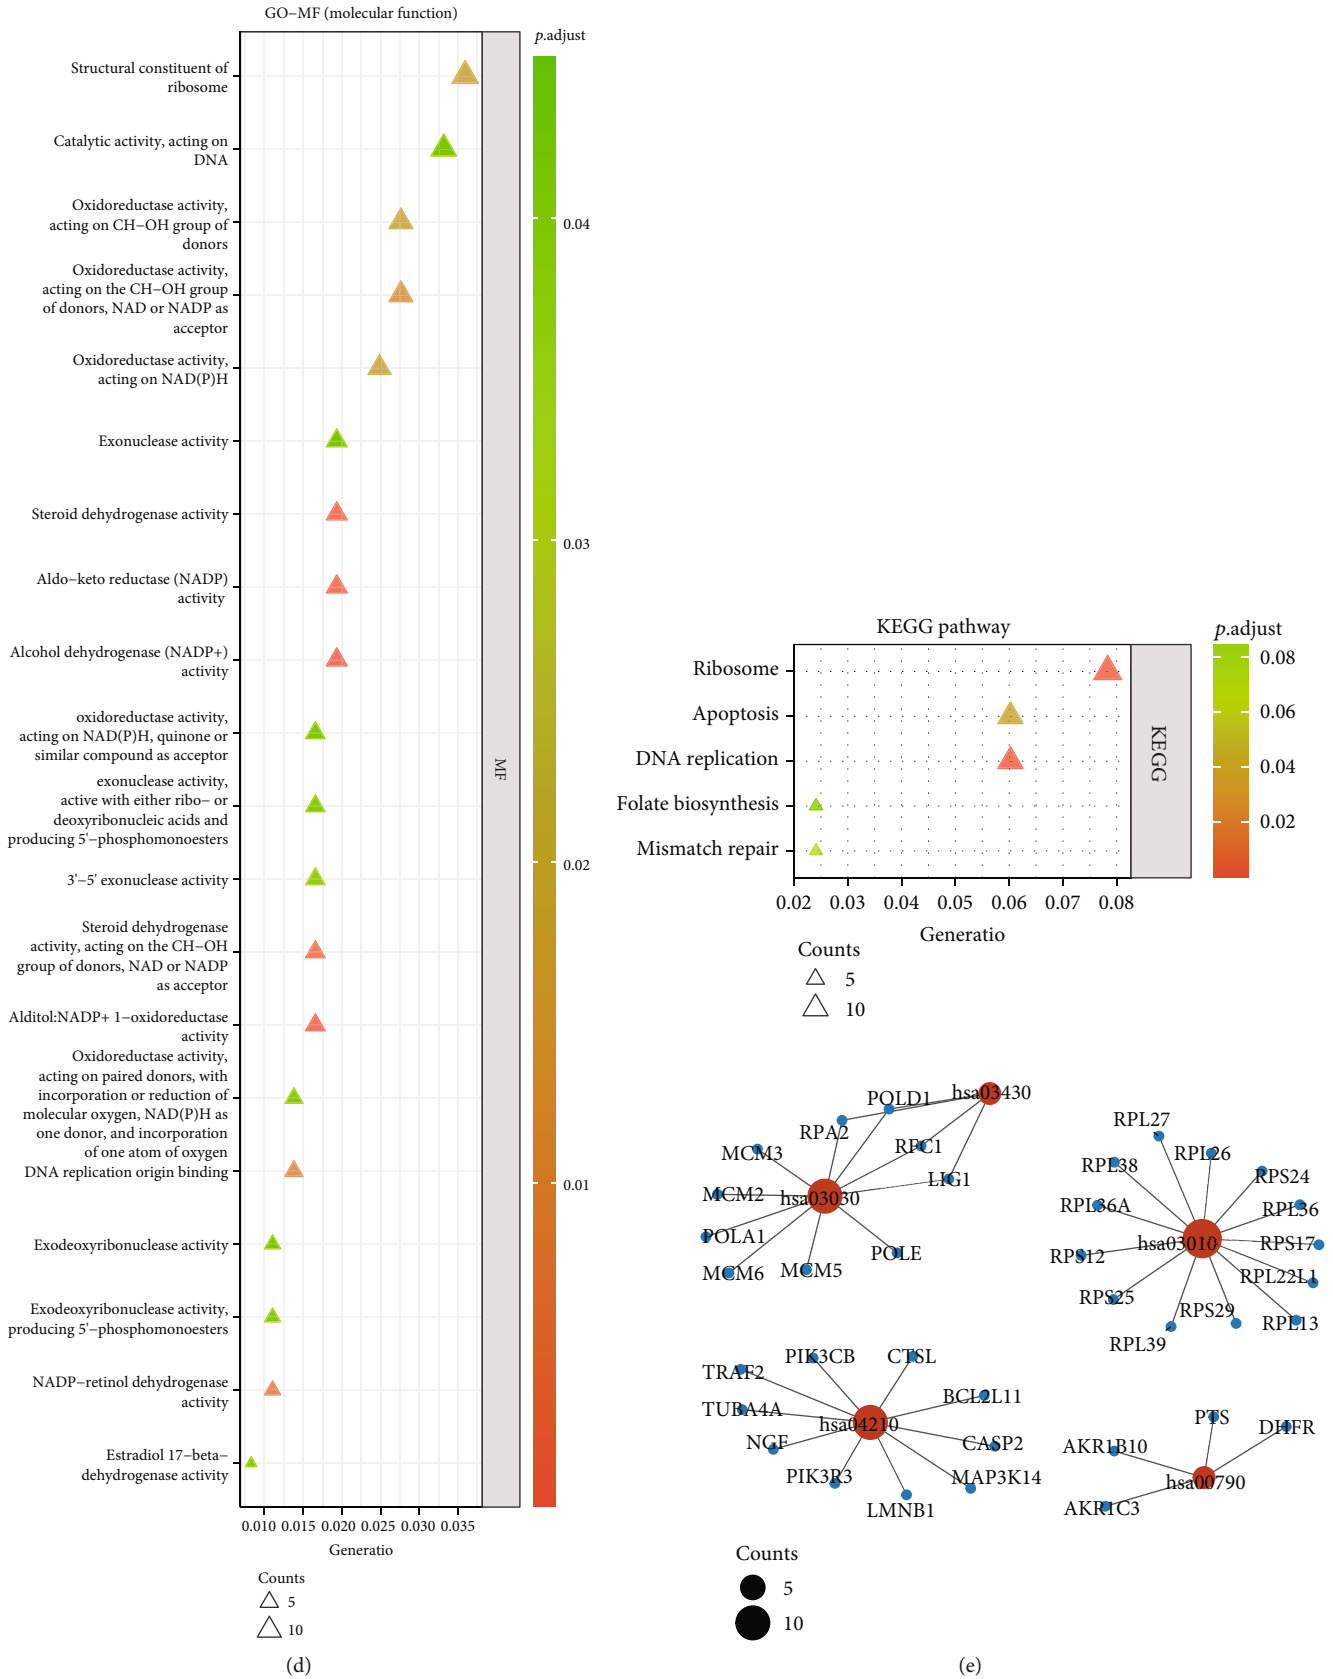 GO−MF (molecular function)
p.adjust
Structural constituent of
ribosome
Catalytic activity, acting on
DNA
Oxidoreductase activity,
acting on CH−OH group of
donors
Oxidoreductase activity,
acting on the CH−OH group
of donors, NAD or NADP as
acceptor
Oxidoreductase activity,
acting on NAD(P)H
Exonuclease activity
Steroid dehydrogenase activity
Aldo−keto reductase (NADP)
activity
Alcohol dehydrogenase (NADP+)
activity
oxidoreductase activity,
acting on NAD(P)H, quinone or
similar compound as acceptor
exonuclease activity,
active with either ribo− or
deoxyribonucleic acids and
producing 5'−phosphomonoesters
3'−5' exonuclease activity
Steroid dehydrogenase
activity, acting on the CH−OH
group of donors, NAD or NADP
as acceptor
Alditol:NADP+ 1−oxidoreductase
activity
Oxidoreductase activity,
acting on paired donors, with
incorporation or reduction of
molecular oxygen, NAD(P)H as
one donor, and incorporation
of one atom of oxygen
DNA replication origin binding
Exodeoxyribonuclease activity
Exodeoxyribonuclease activity,
producing 5'−phosphomonoesters
NADP−retinol dehydrogenase
activity
Estradiol 17−beta−
dehydrogenase activity
MF
0.04
0.03
0.02
0.01
0.010 0.015 0.020 0.025 0.030 0.035
Generatio
Counts
5
10
(d)
KEGG pathway
p.adjust
Ribosome
Apoptosis
DNA replication
Folate biosynthesis
Mismatch repair
KEGG
0.08
0.06
0.04
0.02
0.02 0.03 0.04 0.05 0.06 0.07 0.08
Generatio
Counts
5
10
hsa03430
POLD1
RPA2
RFC1
MCM3
LIG1
MCM2
hsa03030
POLA1
POLE
MCM6
MCM5
RPL27
RPL26
RPL38
RPS24
RPL36A
RPL36
hsa03010
RPS17
RPS12
RPL22L1
RPS25
RPS29
RPL13
RPL39
PIK3CB
CTSL
TRAF2
BCL2L11
TUBA4A
hsa04210
NGF
CASP2
PIK3R3
MAP3K14
LMNB1
PTS
DHFR
AKR1B10
hsa00790
AKR1C3
Counts
5
10
(e)